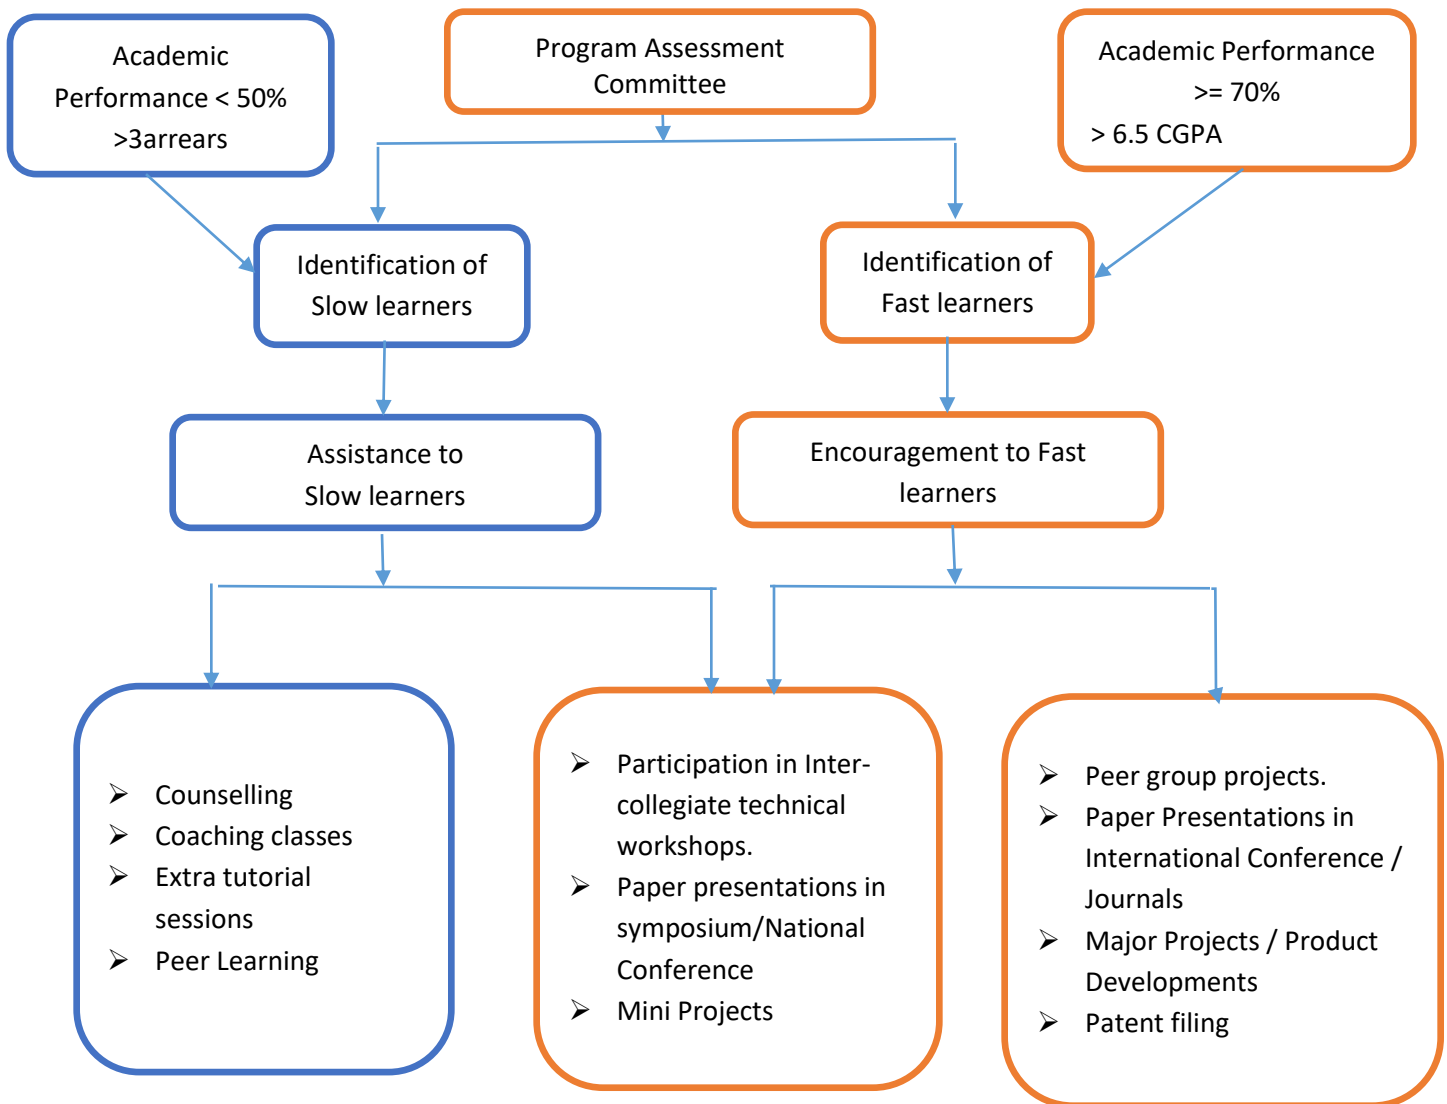 Academic
Performance < 50%
>3arrears
Program Assessment
Committee
Academic Performance
>= 70%
> 6.5 CGPA
Identification of
Slow learners
Identification of
Fast learners
Assistance to
Slow learners
Encouragement to Fast
learners
➢ Counselling
➢ Coaching classes
➢ Extra tutorial
sessions
➢ Peer Learning
➢ Participation in Inter-
collegiate technical
workshops.
➢ Paper presentations in
symposium/National
Conference
➢ Mini Projects
➢ Peer group projects.
➢ Paper Presentations in
International Conference /
Journals
➢ Major Projects / Product
Developments
➢ Patent filing